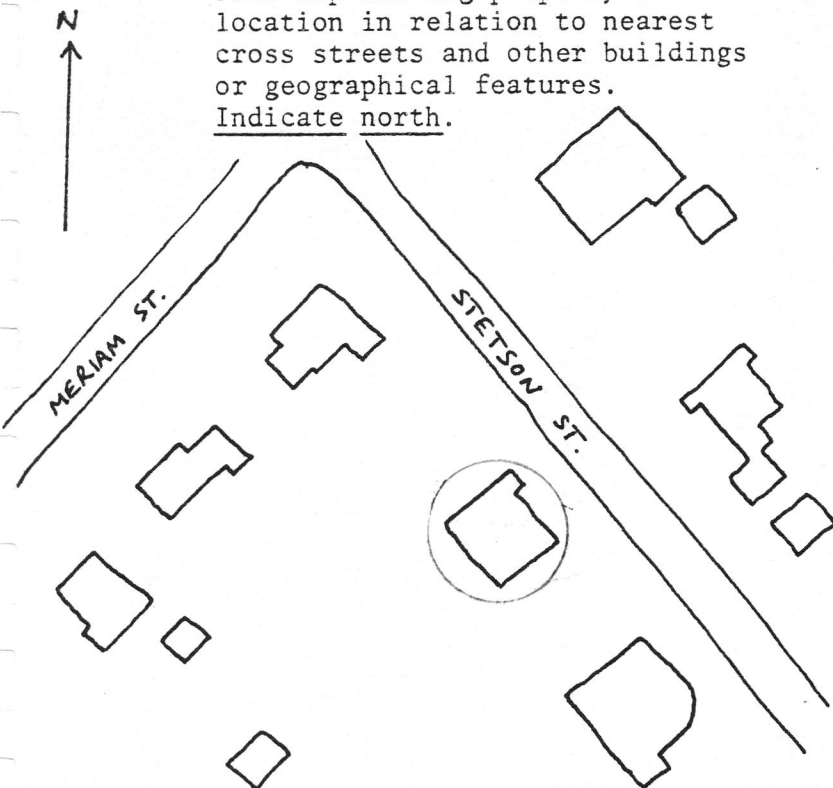 N
location in relation to nearest
cross streets and other buildings
or geographical features.
Indicate north.
MERIAM ST.
STETSON ST.